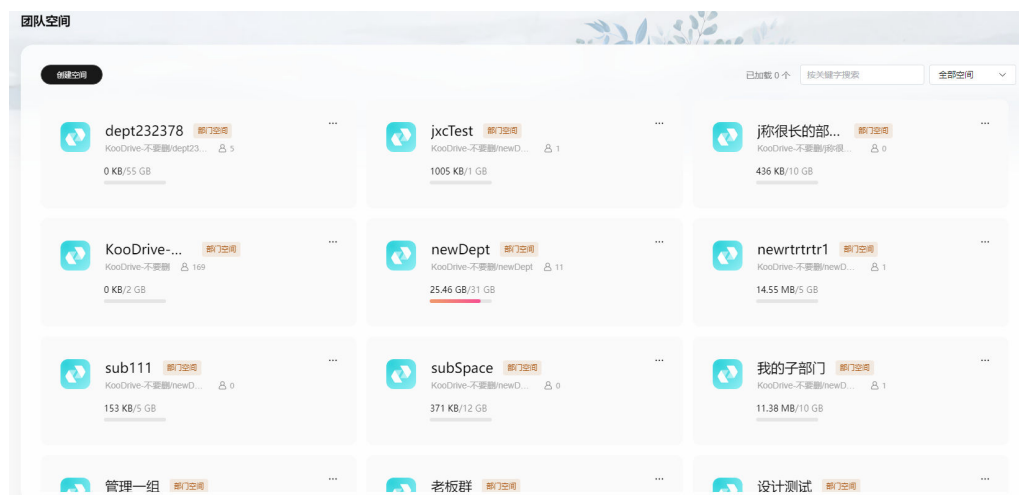 团队空间
创建空间
已加载 0 个 按关键字搜索 全部空间
dept232378 部门空间 ...
KooDrive-不要删/dept23... 5
0 KB/55 GB
jxcTest 部门空间 ...
KooDrive-不要删/newD... 1
1005 KB/1 GB
j称很长的部... 部门空间 ...
KooDrive-不要删/j称很... 0
436 KB/10 GB
KooDrive-... 部门空间 ...
KooDrive-不要删 169
0 KB/2 GB
newDept 部门空间 ...
KooDrive-不要删/newDept 11
25.46 GB/31 GB
newrtrtrtr1 部门空间 ...
KooDrive-不要删/newD... 1
14.55 MB/5 GB
sub111 部门空间 ...
KooDrive-不要删/newD... 0
153 KB/5 GB
subSpace 部门空间 ...
KooDrive-不要删/newD... 0
371 KB/12 GB
我的子部门 部门空间 ...
KooDrive-不要删/newD... 1
11.38 MB/10 GB
管理一组 部门空间 ...
老板群 部门空间 ...
设计测试 部门空间 ...